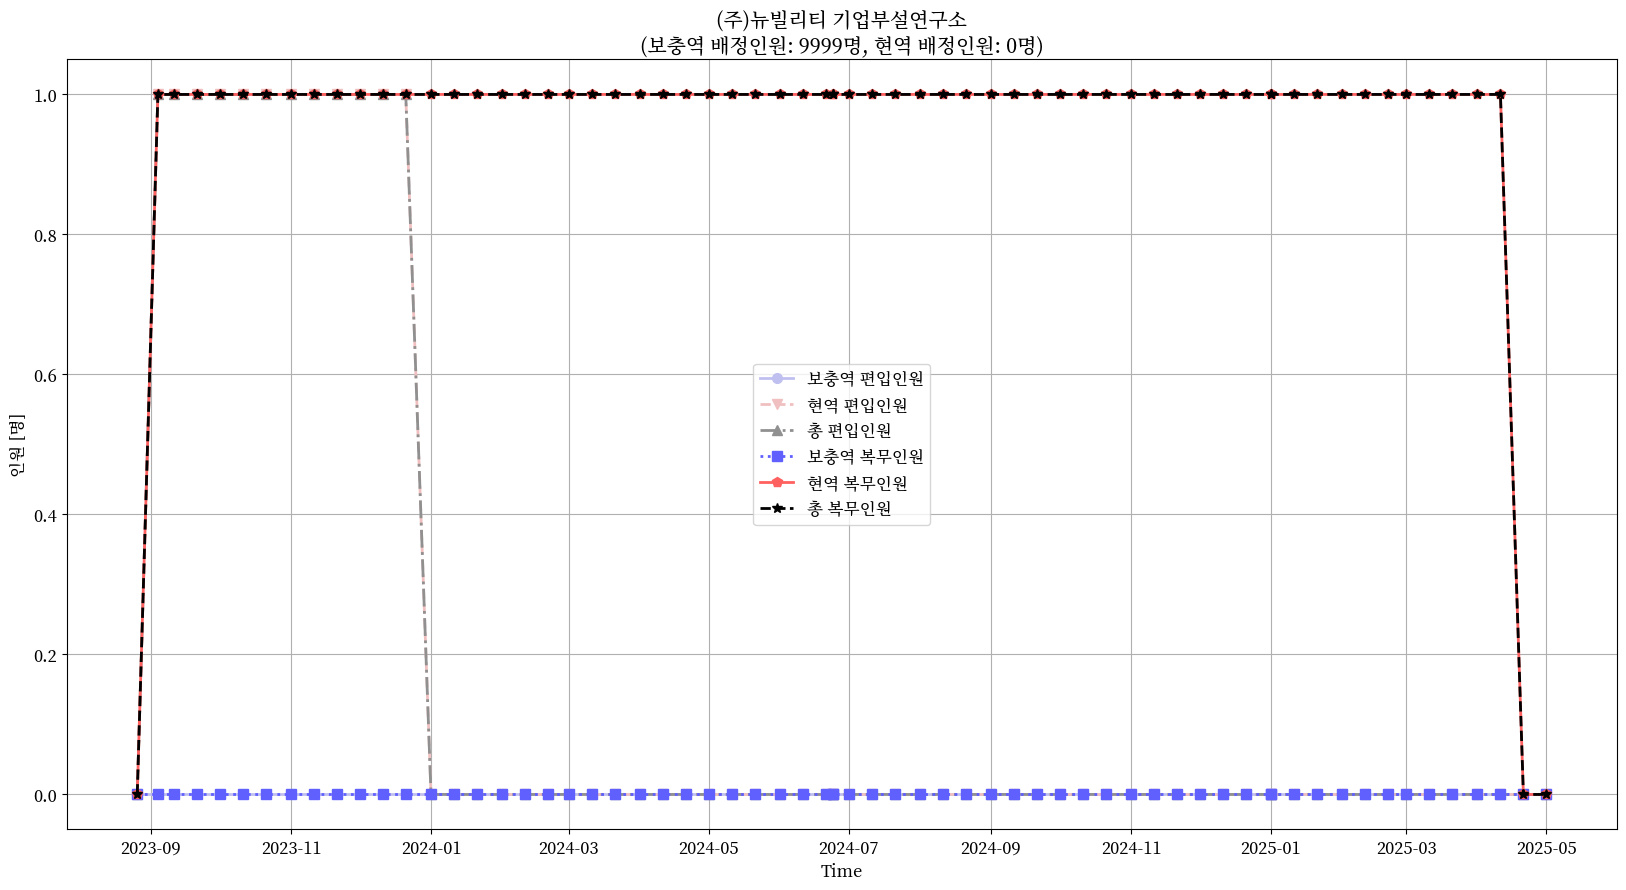 (주)뉴빌리티 기업부설연구소
(보충역 배정인원: 9999명, 현역 배정인원: 0명)
1.0
0.8
0.6
0.4
0.2
0.0
인원 [명]
보충역 편입인원
현역 편입인원
총 편입인원
보충역 복무인원
현역 복무인원
총 복무인원
2023-09 2023-11 2024-01 2024-03 2024-05 2024-07 2024-09 2024-11 2025-01 2025-03 2025-05
Time